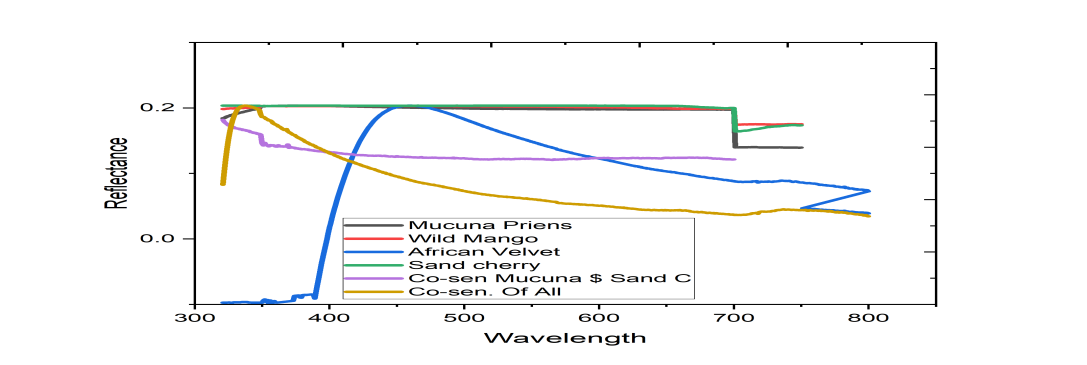 Reflectance
0.2
0.0
Mucuna Priens
Wild Mango
African Velvet
Sand cherry
Co-sen Mucuna $ Sand C
Co-sen. Of All
300 400 500 600 700 800
Wavelength